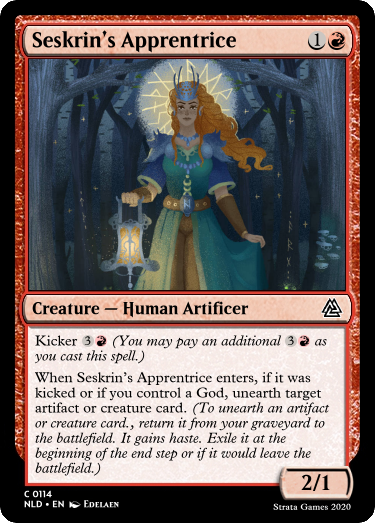 Seskrin's Apprentrice 1
Creature — Human Artificer
Kicker 3 (You may pay an additional 3 as
you cast this spell.)
When Seskrin's Apprentice enters, if it was
kicked or if you control a God, unearth target
artifact or creature card. (To unearth an artifact
or creature card., return it from your graveyard to
the battlefield. It gains haste. Exile it at the
beginning of the end step or if it would leave the
battlefield.)
2/1
C 0114
NLD • EN Edelaen
Strata Games 2020